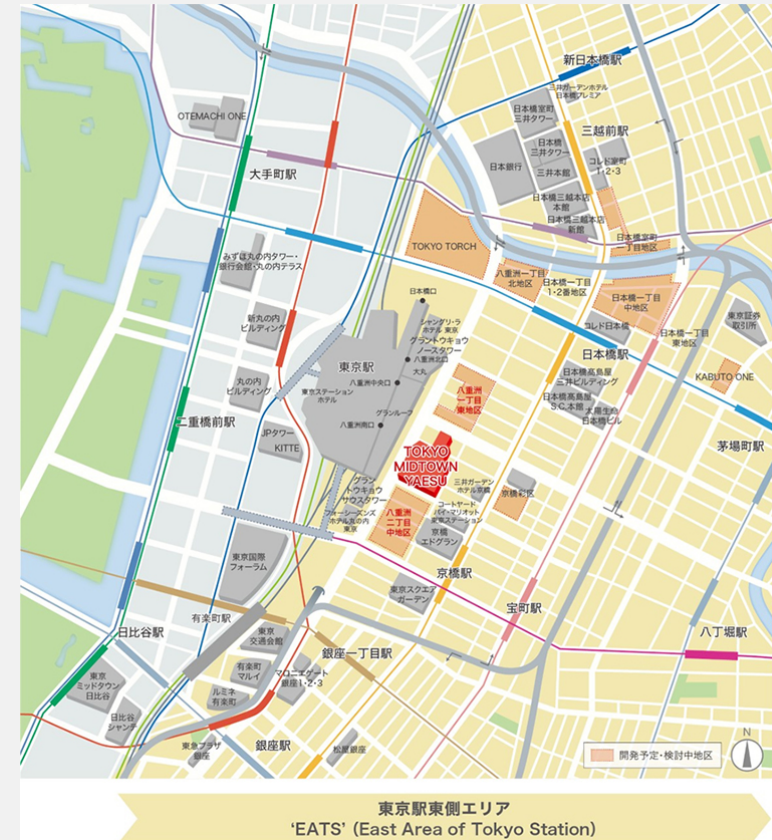 新日本橋駅
三井ガーデンホテル
日本橋プレミア
OTEMACHI ONE
日本橋室町
三井タワー
三越前駅
日本橋
三井タワー
日本銀行
三井本館
コレド室町
1・2・3
大手町駅
日本橋三越本店
本館
日本橋三越本店
新館
TOKYO TORCH
日本橋室町
一丁目地区
みずほ丸の内タワー・
銀行会館・丸の内テラス
八重洲一丁目
北地区
日本橋一丁目
1・2番地区
日本橋一丁目
中地区
日本橋口
新丸の内
ビルディング
シャングリ・ラ
ホテル 東京
グラントウキョウ
ノースタワー
八重洲北口
コレド日本橋
日本橋一丁目
東地区
東京証券
取引所
東京駅
大丸
日本橋駅
丸の内
ビルディング
八重洲中央口
東京ステーション
ホテル
八重洲
一丁目
東地区
日本橋高島屋
三井ビルディング
KABUTO ONE
日本橋高島屋
S.C.本館
太陽生命
日本橋ビル
二重橋前駅
グランルーフ
八重洲南口
JPタワー
KITTE
茅場町駅
TOKYO
MIDTOWN
YAESU
グラン
トウキョウ
サウスタワー
三井ガーデン
ホテル京橋
京橋彩区
フォーシーズンズ
ホテル丸の内
東京
八重洲
二丁目
中地区
コートヤード・
バイ・マリオット
東京ステーション
京橋
エドグラン
東京国際
フォーラム
京橋駅
東京スクエア
ガーデン
宝町駅
有楽町駅
日比谷駅
東京
交通会館
銀座一丁目駅
八丁堀駅
東京
ミッドタウン
日比谷
有楽町
マルイ
マロニエゲート
銀座1・2・3
ルミネ
有楽町
日比谷
シャンテ
東急プラザ
銀座
銀座駅
松屋銀座
開発予定・検討中地区
N
東京駅東側エリア
‘EATS’ (East Area of Tokyo Station)